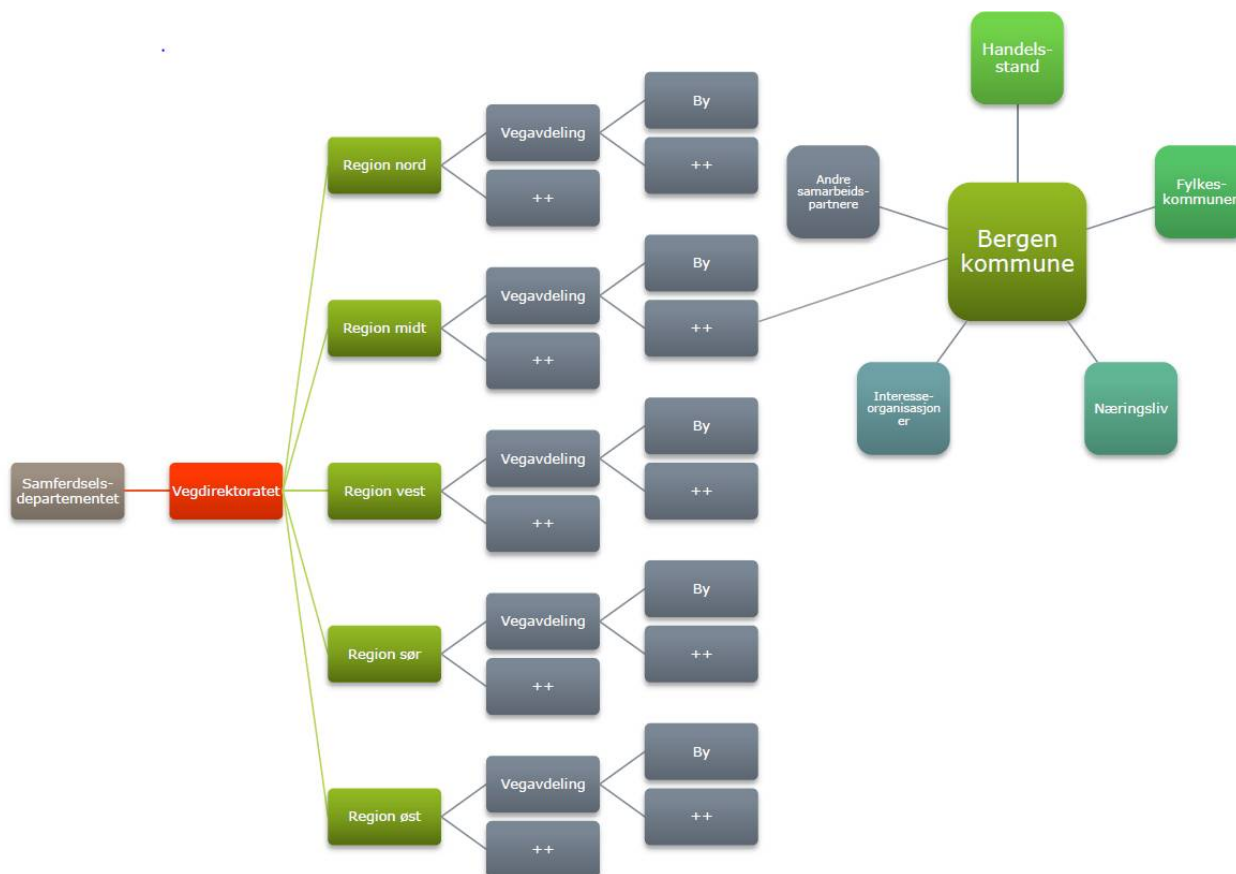 Samferdsels-
departementet
Vegdirektoratet
Region nord
Vegavdeling
By
++
++
Region midt
Vegavdeling
By
++
++
Region vest
Vegavdeling
By
++
++
Region sør
Vegavdeling
By
++
++
Region øst
Vegavdeling
By
++
++
Bergen
kommune
Handels-
stand
Fylkes-
kommuner
Næringsliv
Interesse-
organisasjon
er
Andre
samarbeids-
partnere